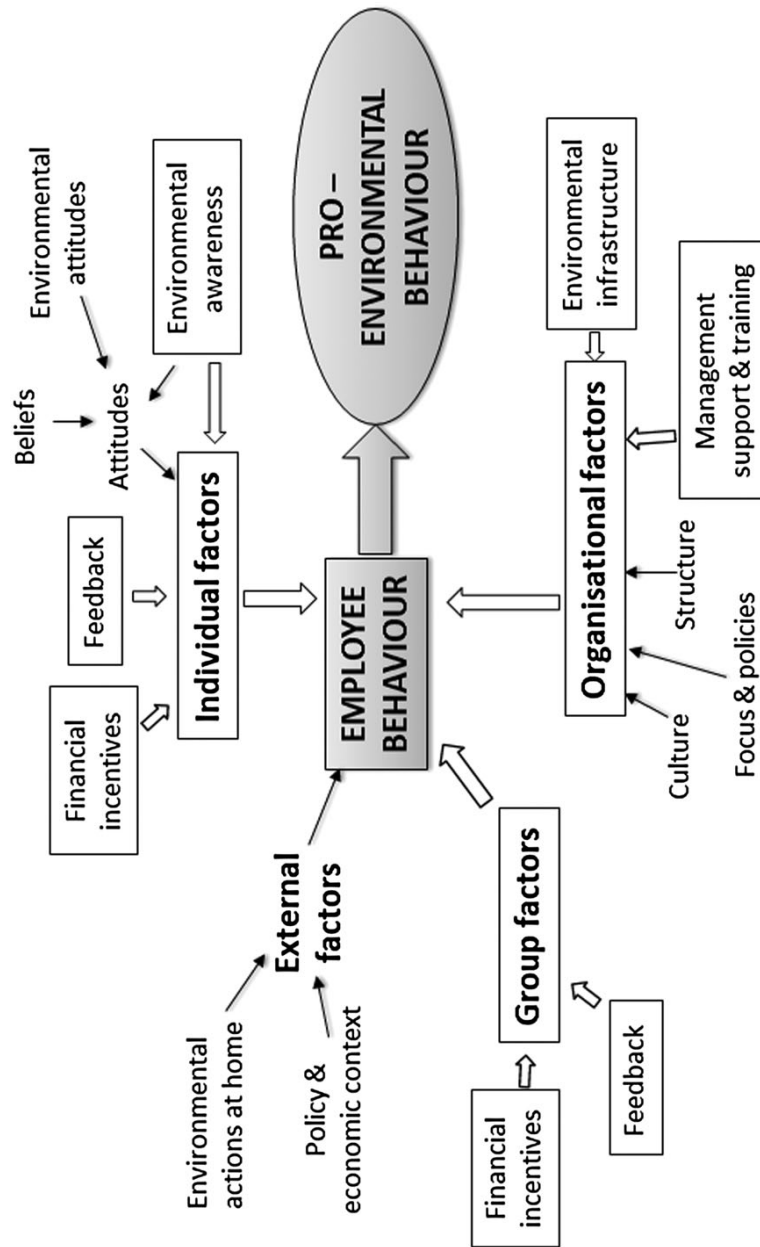 Environmental
attitudes
Beliefs
Attitudes
Environmental
awareness
Feedback
Financial
incentives
Individual factors
Environmental
actions at home
Policy &
economic context
External
factors
EMPLOYEE
BEHAVIOUR
PRO –
ENVIRONMENTAL
BEHAVIOUR
Financial
incentives
Group factors
Feedback
Organisational factors
Environmental
infrastructure
Culture
Structure
Focus & policies
Management
support & training